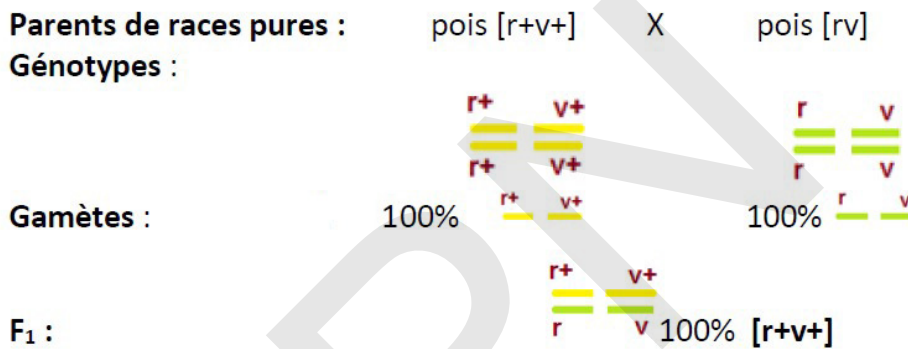 Parents de races pures : pois [r+v+] X pois [rv]
Génotypes :
r+ v+ r v
r+ v+ r v
Gamètes : 100% r+ v+ 100% r v
r+ v+
F₁ : r v 100% [r+v+]